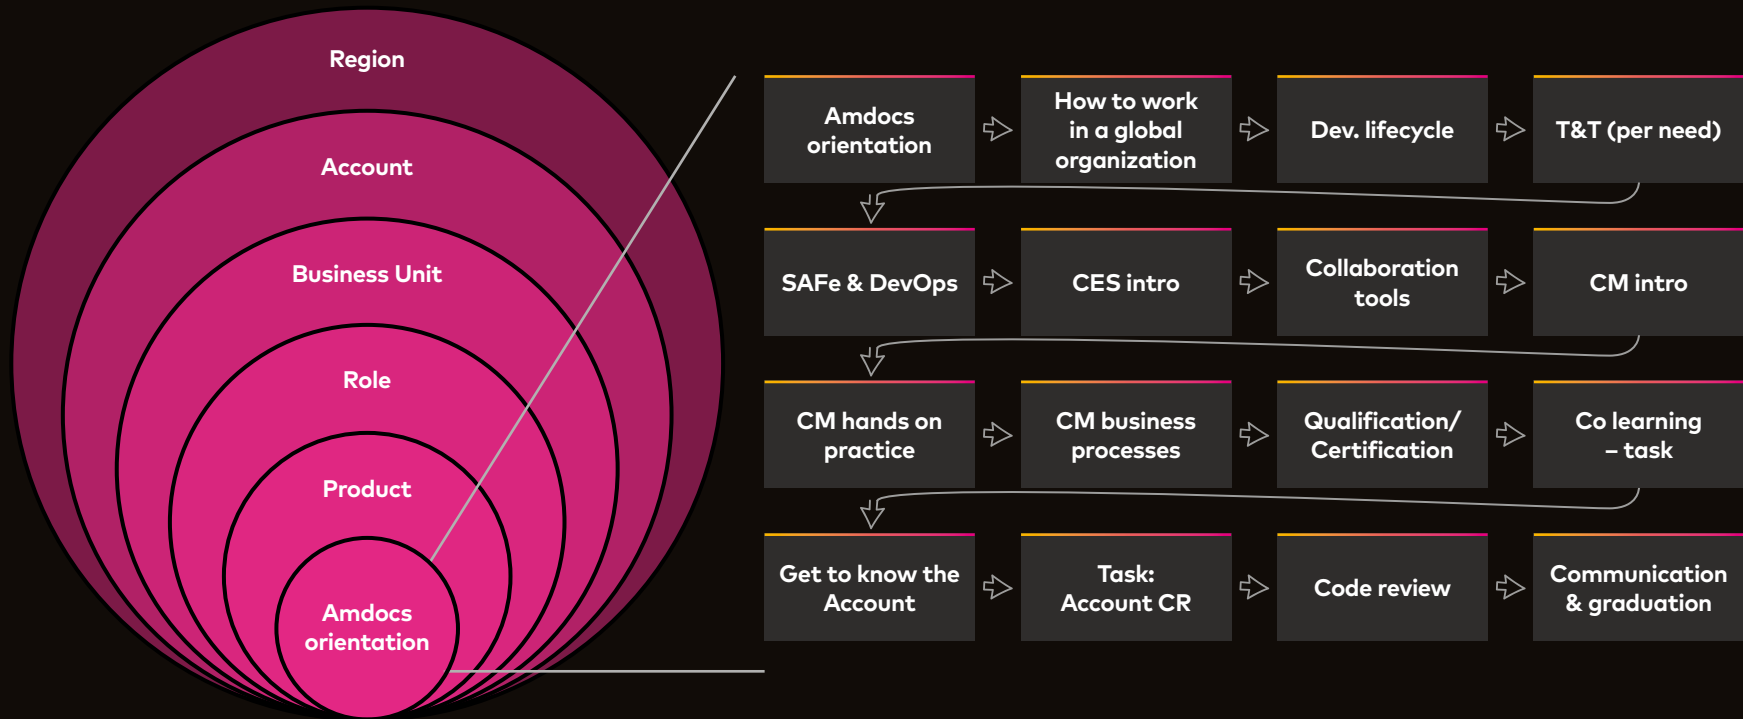 Region
Account
Business Unit
Role
Product
Amdocs
orientation
Amdocs
orientation
How to work
in a global
organization
Dev. lifecycle
T&T (per need)
SAFe & DevOps
CES intro
Collaboration
tools
CM intro
CM hands on
practice
CM business
processes
Qualification/
Certification
Co learning
– task
Get to know the
Account
Task:
Account CR
Code review
Communication
& graduation